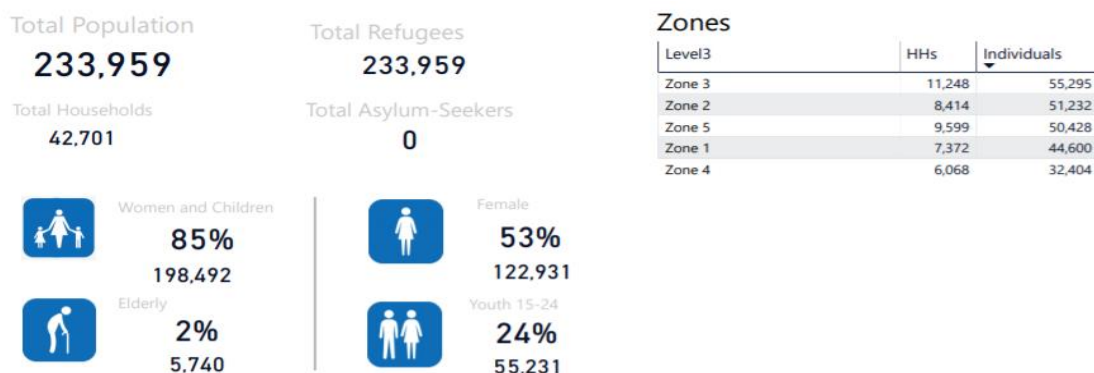 Total Population
233,959
Total Refugees
233,959
Total Households
42,701
Total Asylum-Seekers
0
Women and Children
85%
198,492
Female
53%
122,931
Elderly
2%
5,740
Youth 15-24
24%
55,231
Zones
Level3 HHs Individuals
Zone 3 11,248 55,295
Zone 2 8,414 51,232
Zone 5 9,599 50,428
Zone 1 7,372 44,600
Zone 4 6,068 32,404